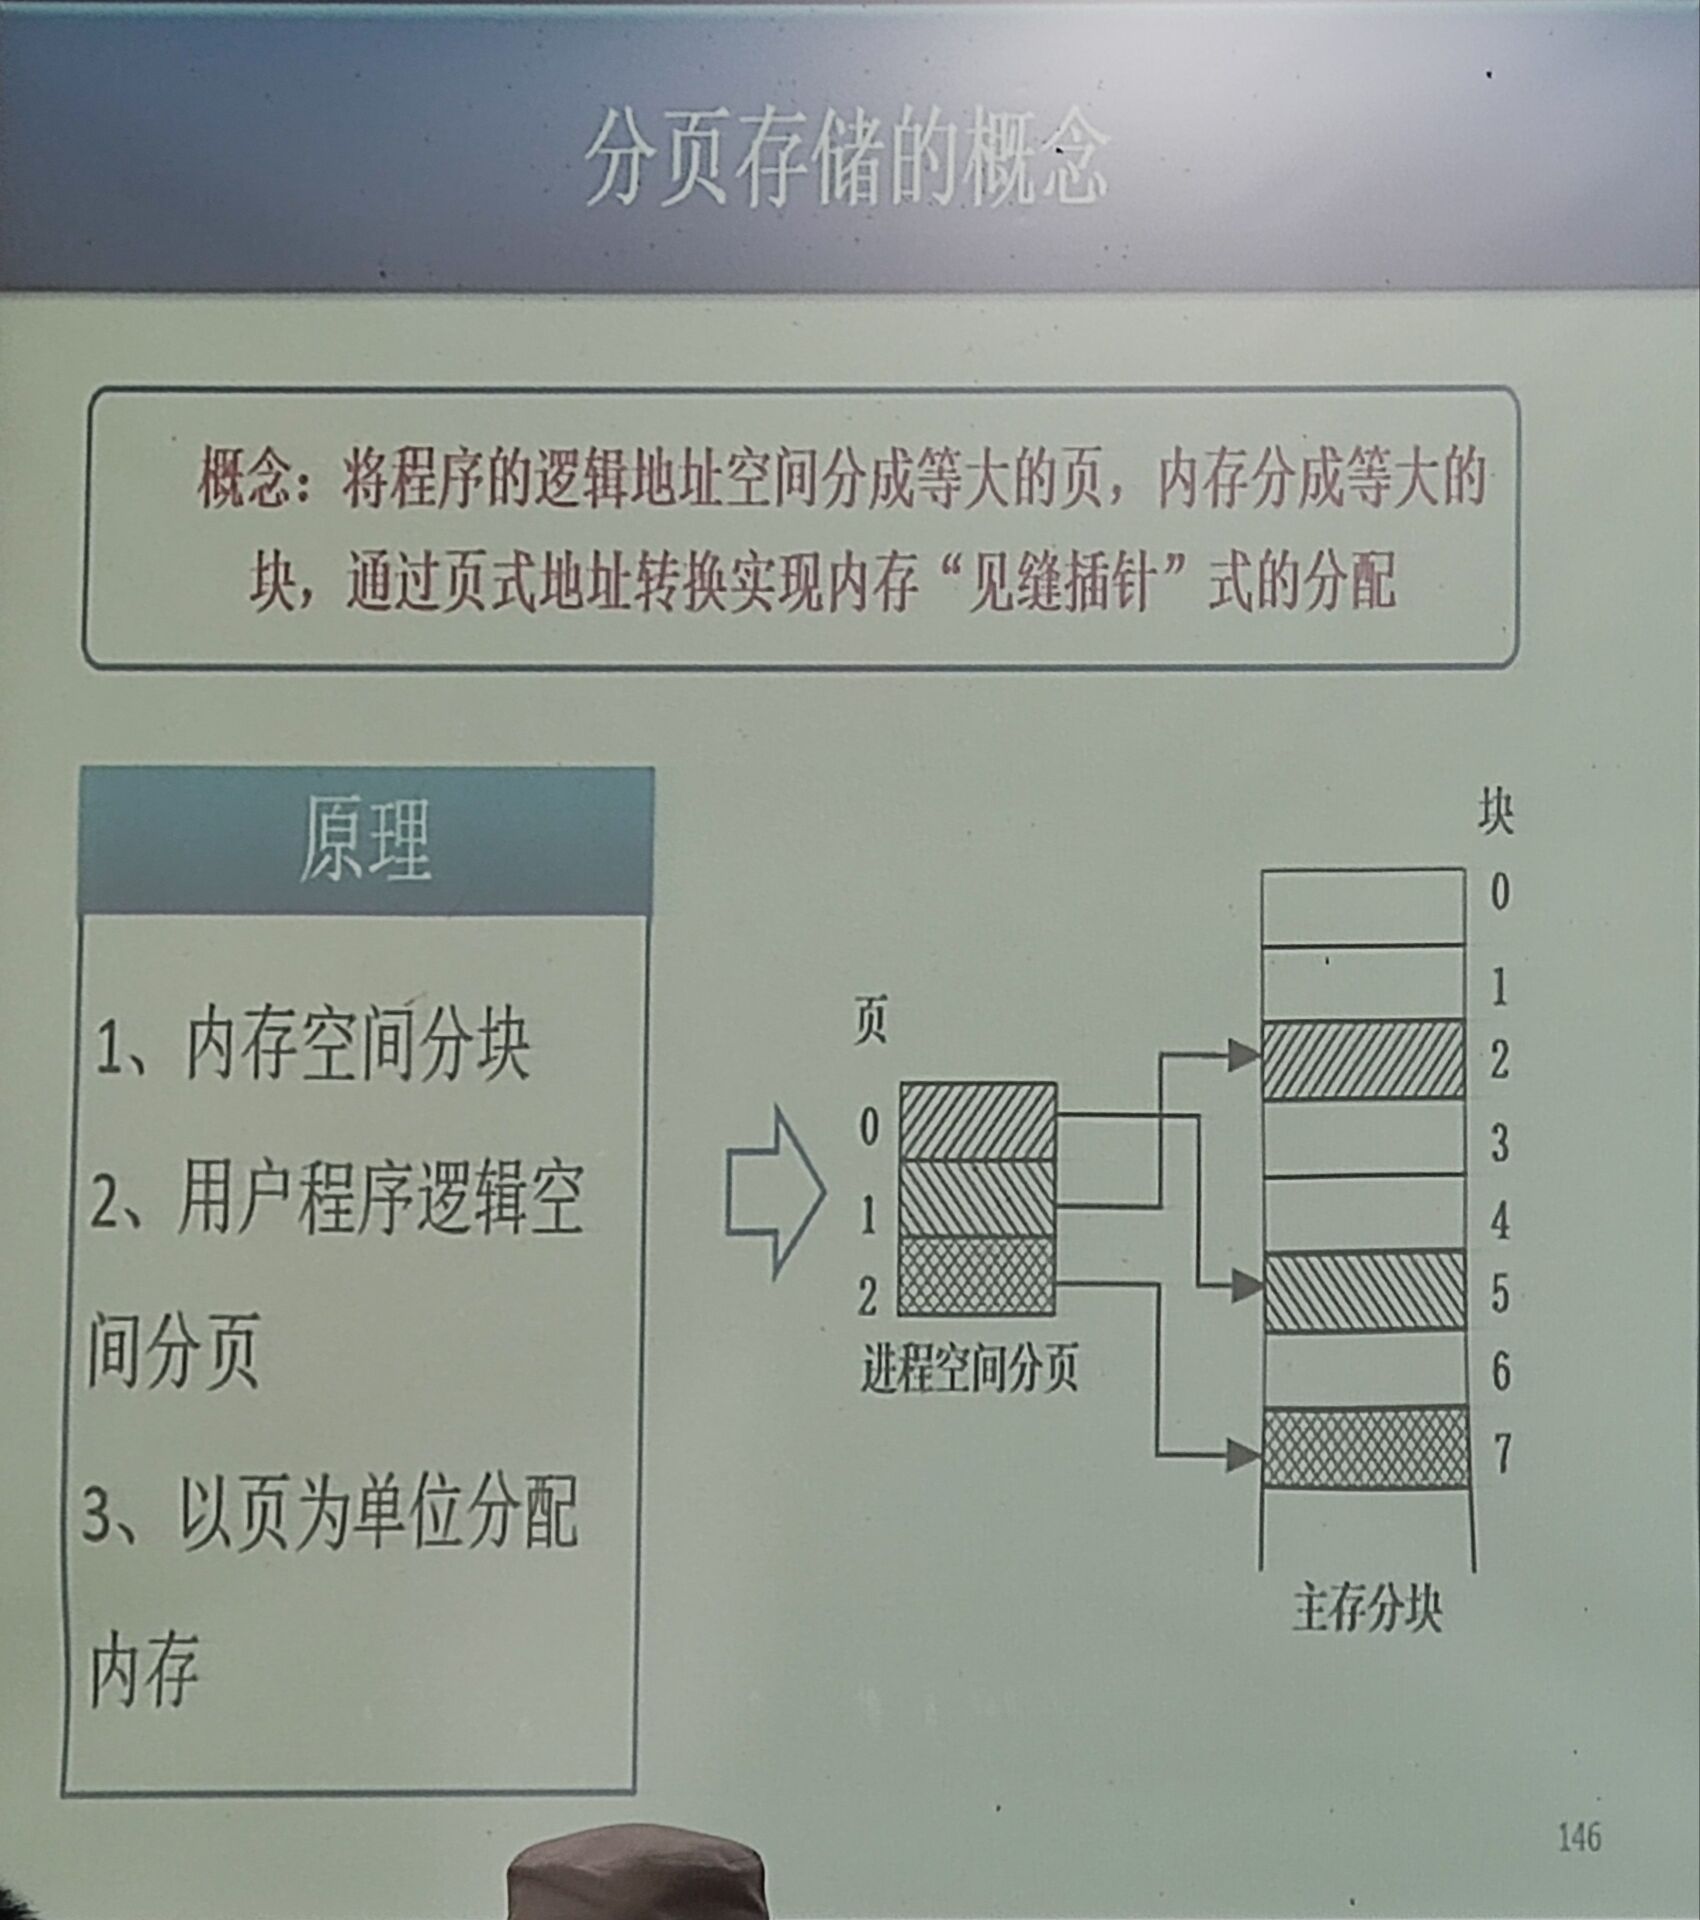 分页存储的概念
概念：将程序的逻辑地址空间分成等大的页，内存分成等大的
块，通过页式地址转换实现内存“见缝插针”式的分配
原理
1、内存空间分块
2、用户程序逻辑空
间分页
3、以页为单位分配
内存
页
0
1
2
进程空间分页
块
0
1
2
3
4
5
6
7
主存分块
146